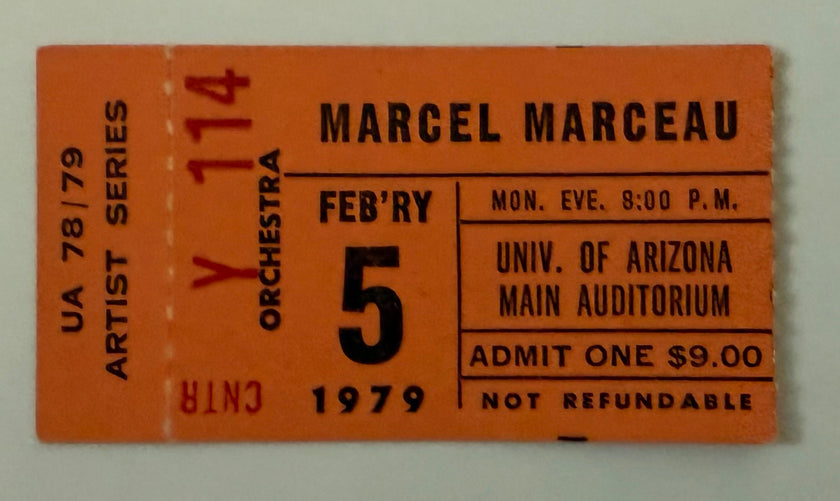 UA 78/79
ARTIST SERIES
Y 114
ORCHESTRA
CNTR
MARCEL MARCEAU
FEB'RY
5
1979
MON. EVE. 8:00 P.M.
UNIV. OF ARIZONA
MAIN AUDITORIUM
ADMIT ONE $9.00
NOT REFUNDABLE